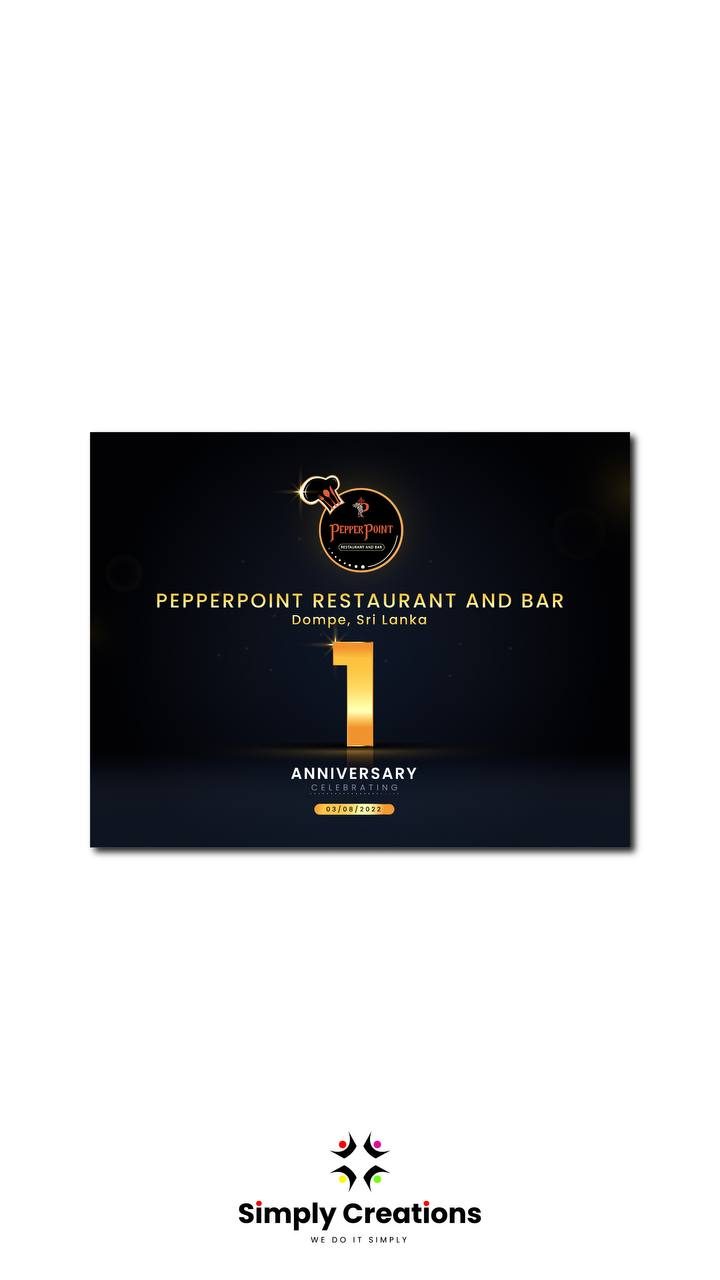 PEPPERPOINT
RESTAURANT AND BAR
PEPPERPOINT RESTAURANT AND BAR
Dompe, Sri Lanka
1
ANNIVERSARY
CELEBRATING
03/08/2022
Simply Creations
WE DO IT SIMPLY